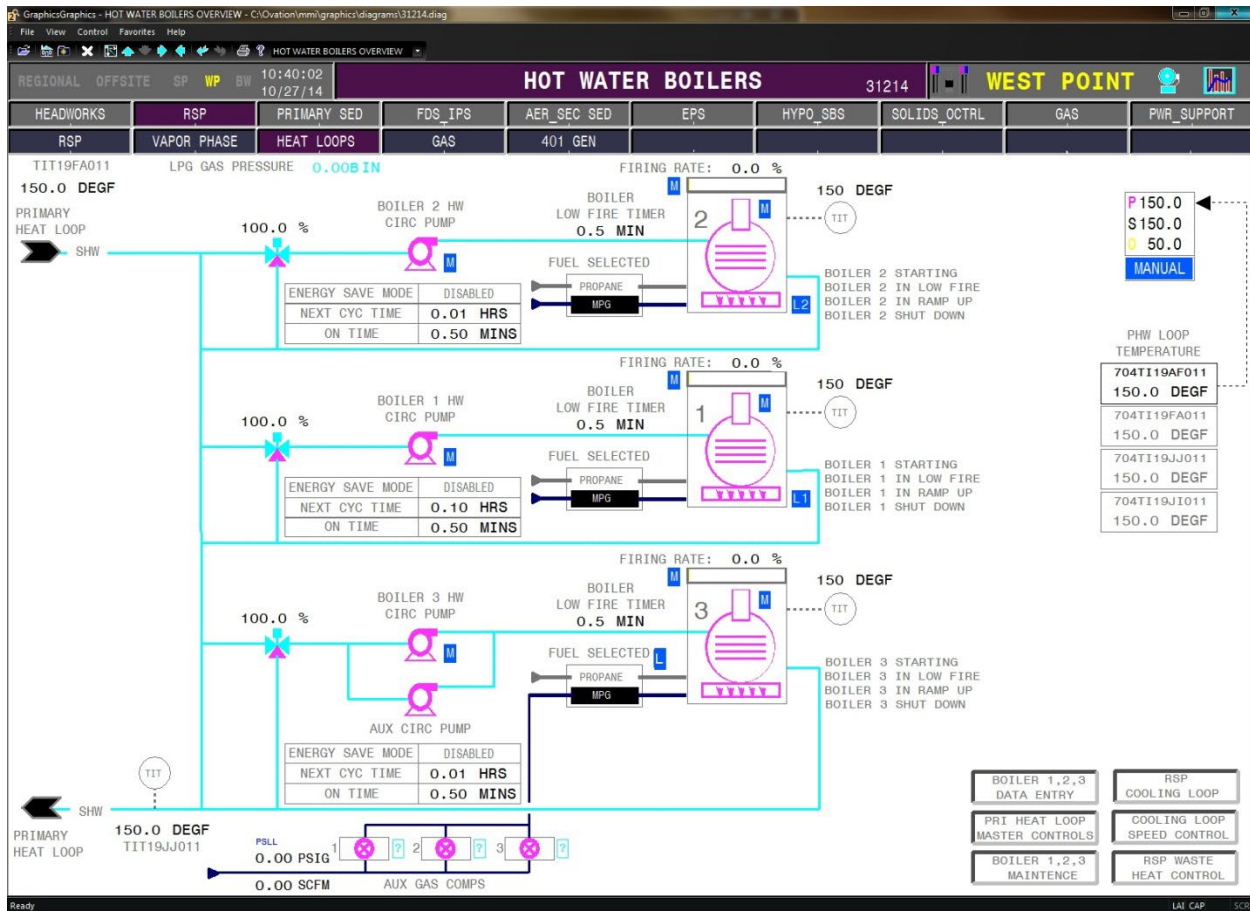 GraphicsGraphics - HOT WATER BOILERS OVERVIEW - C:\Ovation\mmi\graphics\diagrams\31214.diag
File View Control Favorites Help
HOT WATER BOILERS OVERVIEW
REGIONAL OFFSITE SP WP BW 10:40:02
10/27/14
HOT WATER BOILERS 31214 WEST POINT
HEADWORKS RSP PRIMARY SED FDS_IPS AER_SEC SED EPS HYPO_SBS SOLIDS_OCTRL GAS PWR_SUPPORT
RSP VAPOR PHASE HEAT LOOPS GAS 401 GEN
TIT19FA011
150.0 DEGF
LPG GAS PRESSURE 0.00 IN
PRIMARY
HEAT LOOP
SHW
100.0 %
BOILER 2 HW
CIRC PUMP
M
FIRING RATE: 0.0 %
M
BOILER
LOW FIRE TIMER
0.5 MIN
2
M
150 DEGF
TIT
FUEL SELECTED
PROPANE
MPG
L2
BOILER 2 STARTING
BOILER 2 IN LOW FIRE
BOILER 2 IN RAMP UP
BOILER 2 SHUT DOWN
ENERGY SAVE MODE DISABLED
NEXT CYC TIME 0.01 HRS
ON TIME 0.50 MINS
P 150.0
S 150.0
O 50.0
MANUAL
PHW LOOP
TEMPERATURE
704TI19AF011
150.0 DEGF
704TI19FA011
150.0 DEGF
704TI19JJ011
150.0 DEGF
704TI19JI011
150.0 DEGF
100.0 %
BOILER 1 HW
CIRC PUMP
M
FIRING RATE: 0.0 %
M
BOILER
LOW FIRE TIMER
0.5 MIN
1
M
150 DEGF
TIT
FUEL SELECTED
PROPANE
MPG
L1
BOILER 1 STARTING
BOILER 1 IN LOW FIRE
BOILER 1 IN RAMP UP
BOILER 1 SHUT DOWN
ENERGY SAVE MODE DISABLED
NEXT CYC TIME 0.10 HRS
ON TIME 0.50 MINS
100.0 %
BOILER 3 HW
CIRC PUMP
M
AUX CIRC PUMP
FIRING RATE: 0.0 %
M
BOILER
LOW FIRE TIMER
0.5 MIN
3
M
150 DEGF
TIT
FUEL SELECTED L
PROPANE
MPG
BOILER 3 STARTING
BOILER 3 IN LOW FIRE
BOILER 3 IN RAMP UP
BOILER 3 SHUT DOWN
ENERGY SAVE MODE DISABLED
NEXT CYC TIME 0.01 HRS
ON TIME 0.50 MINS
TIT
SHW
PRIMARY
HEAT LOOP
150.0 DEGF
TIT19JJ011
PSLL
0.00 PSIG
0.00 SCFM
1 ? 2 ? 3 ?
AUX GAS COMPS
BOILER 1,2,3
DATA ENTRY
RSP
COOLING LOOP
PRI HEAT LOOP
MASTER CONTROLS
COOLING LOOP
SPEED CONTROL
BOILER 1,2,3
MAINTENCE
RSP WASTE
HEAT CONTROL
Ready
LAI CAP SCR